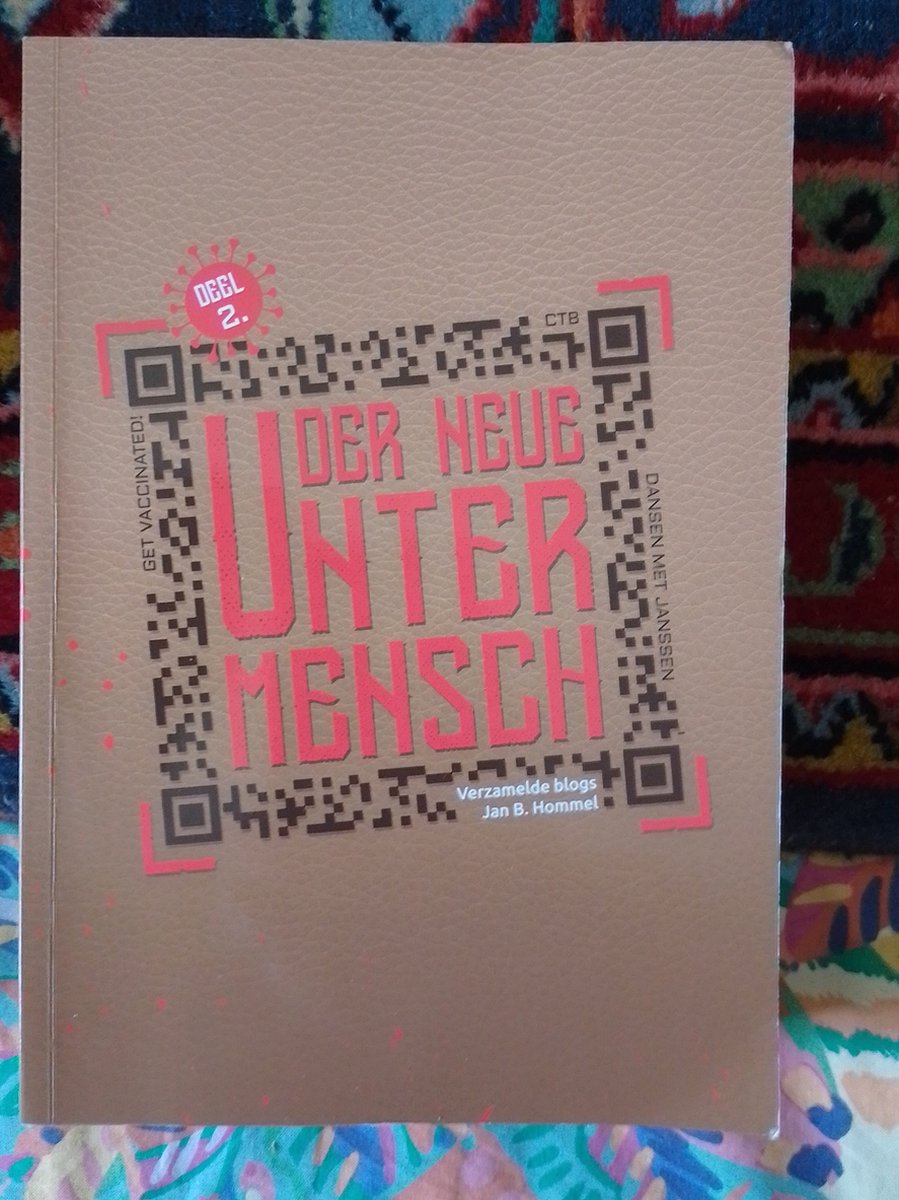 DEEL
2.
CTB
GET VACCINATED!
DER NEUE
UNTER
MENSCH
DANSEN MET JANSSEN
Verzamelde blogs
Jan B. Hommel